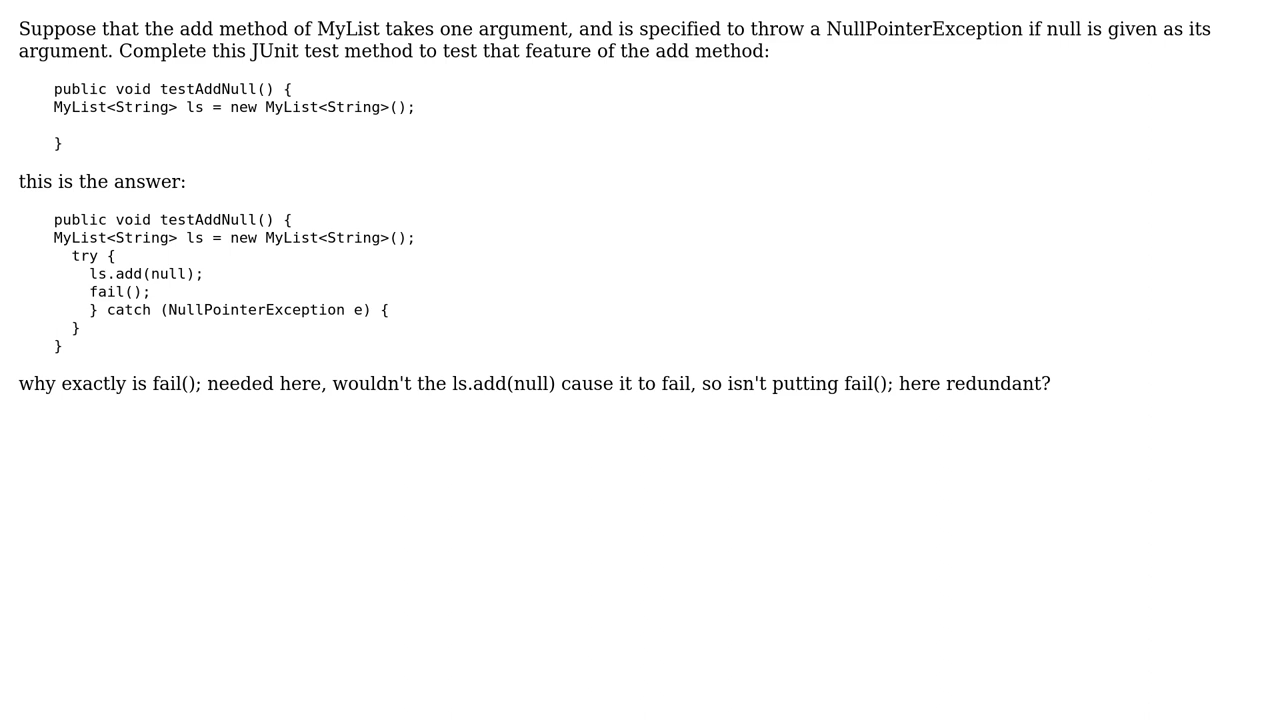 Suppose that the add method of MyList takes one argument, and is specified to throw a NullPointerException if null is given as its
argument. Complete this JUnit test method to test that feature of the add method:
public void testAddNull() {
MyList<String> ls = new MyList<String>();
}
this is the answer:
public void testAddNull() {
MyList<String> ls = new MyList<String>();
try {
ls.add(null);
fail();
} catch (NullPointerException e) {
}
}
why exactly is fail(); needed here, wouldn't the ls.add(null) cause it to fail, so isn't putting fail(); here redundant?